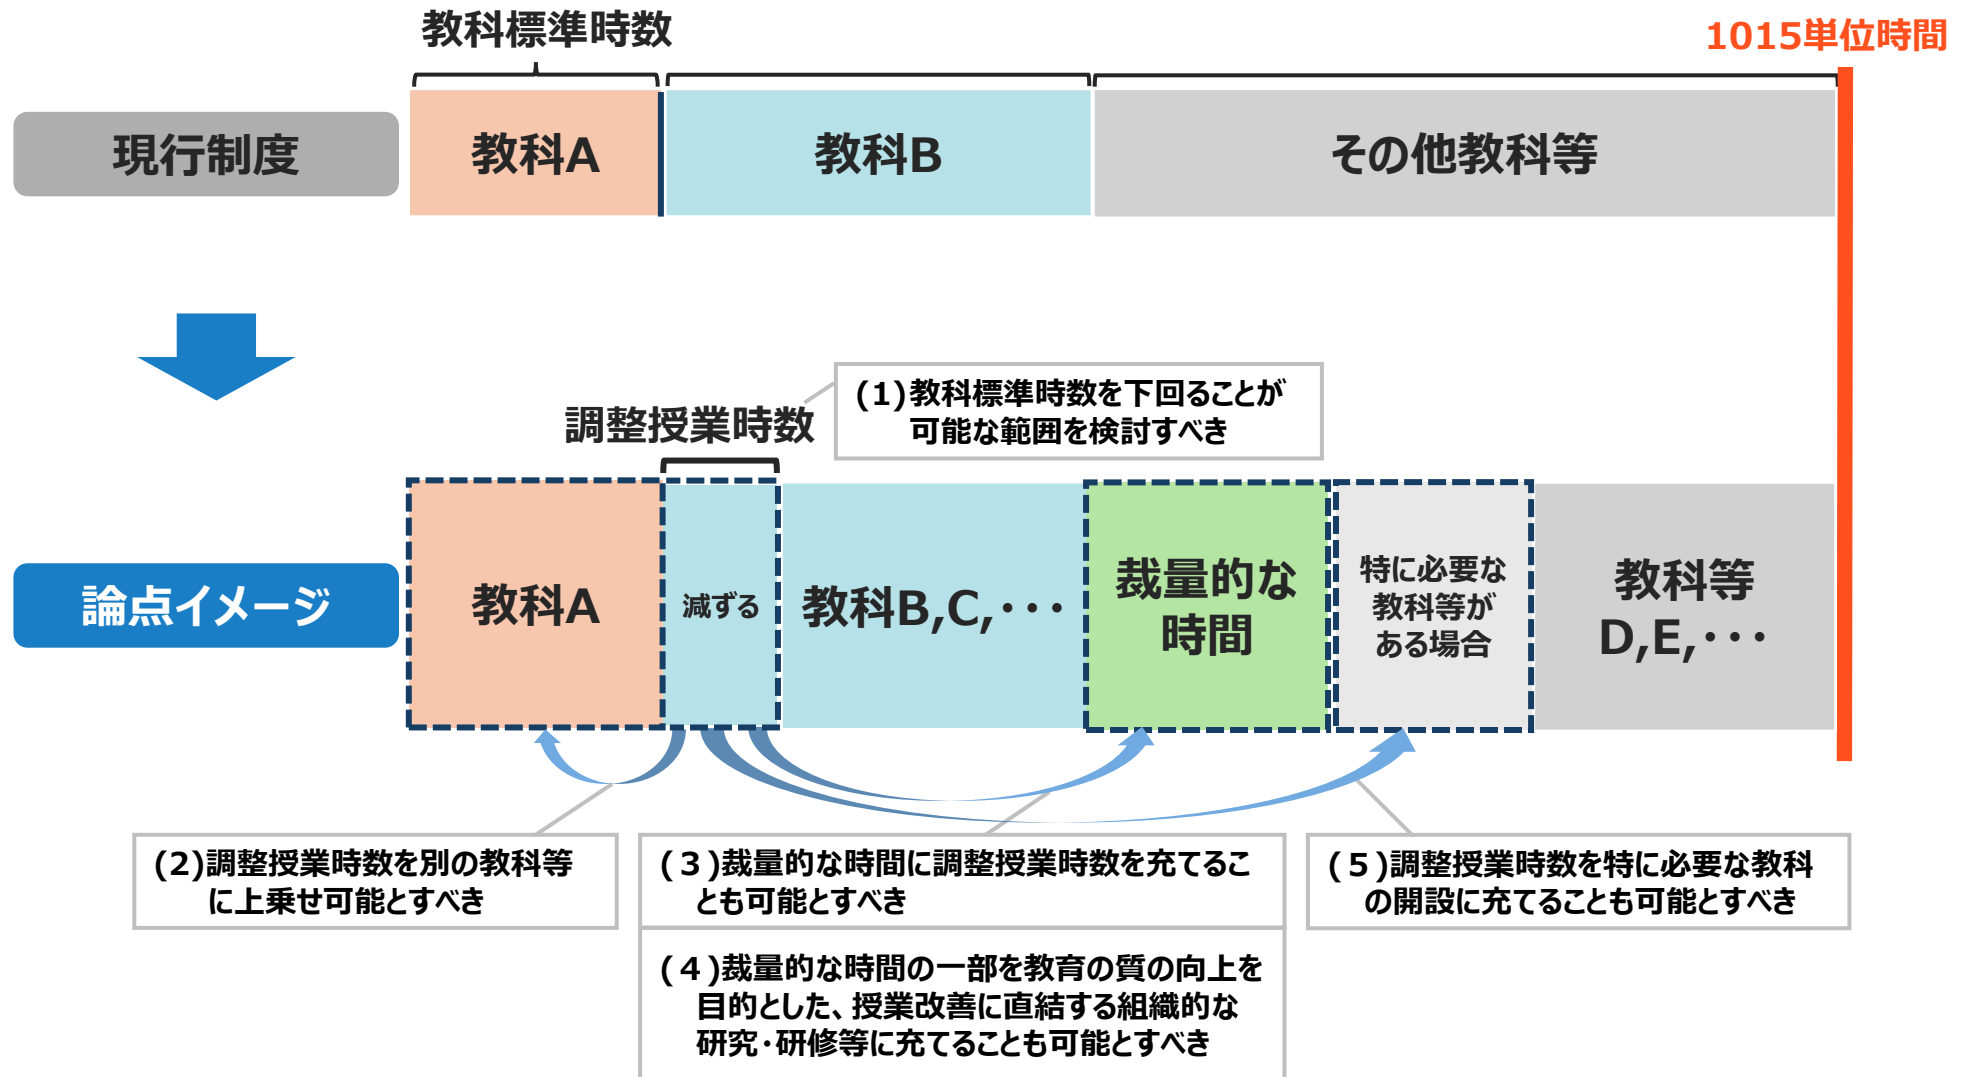 教科標準時数
1015単位時間
現行制度
教科A
教科B
その他教科等
(1)教科標準時数を下回ることが
可能な範囲を検討すべき
調整授業時数
論点イメージ
教科A
減ずる
教科B,C,・・・
裁量的な
時間
特に必要な
教科等が
ある場合
教科等
D,E,・・・
(2)調整授業時数を別の教科等
に上乗せ可能とすべき
(３)裁量的な時間に調整授業時数を充てるこ
とも可能とすべき
(５)調整授業時数を特に必要な教科
の開設に充てることも可能とすべき
(４)裁量的な時間の一部を教育の質の向上を
目的とした、授業改善に直結する組織的な
研究・研修等に充てることも可能とすべき